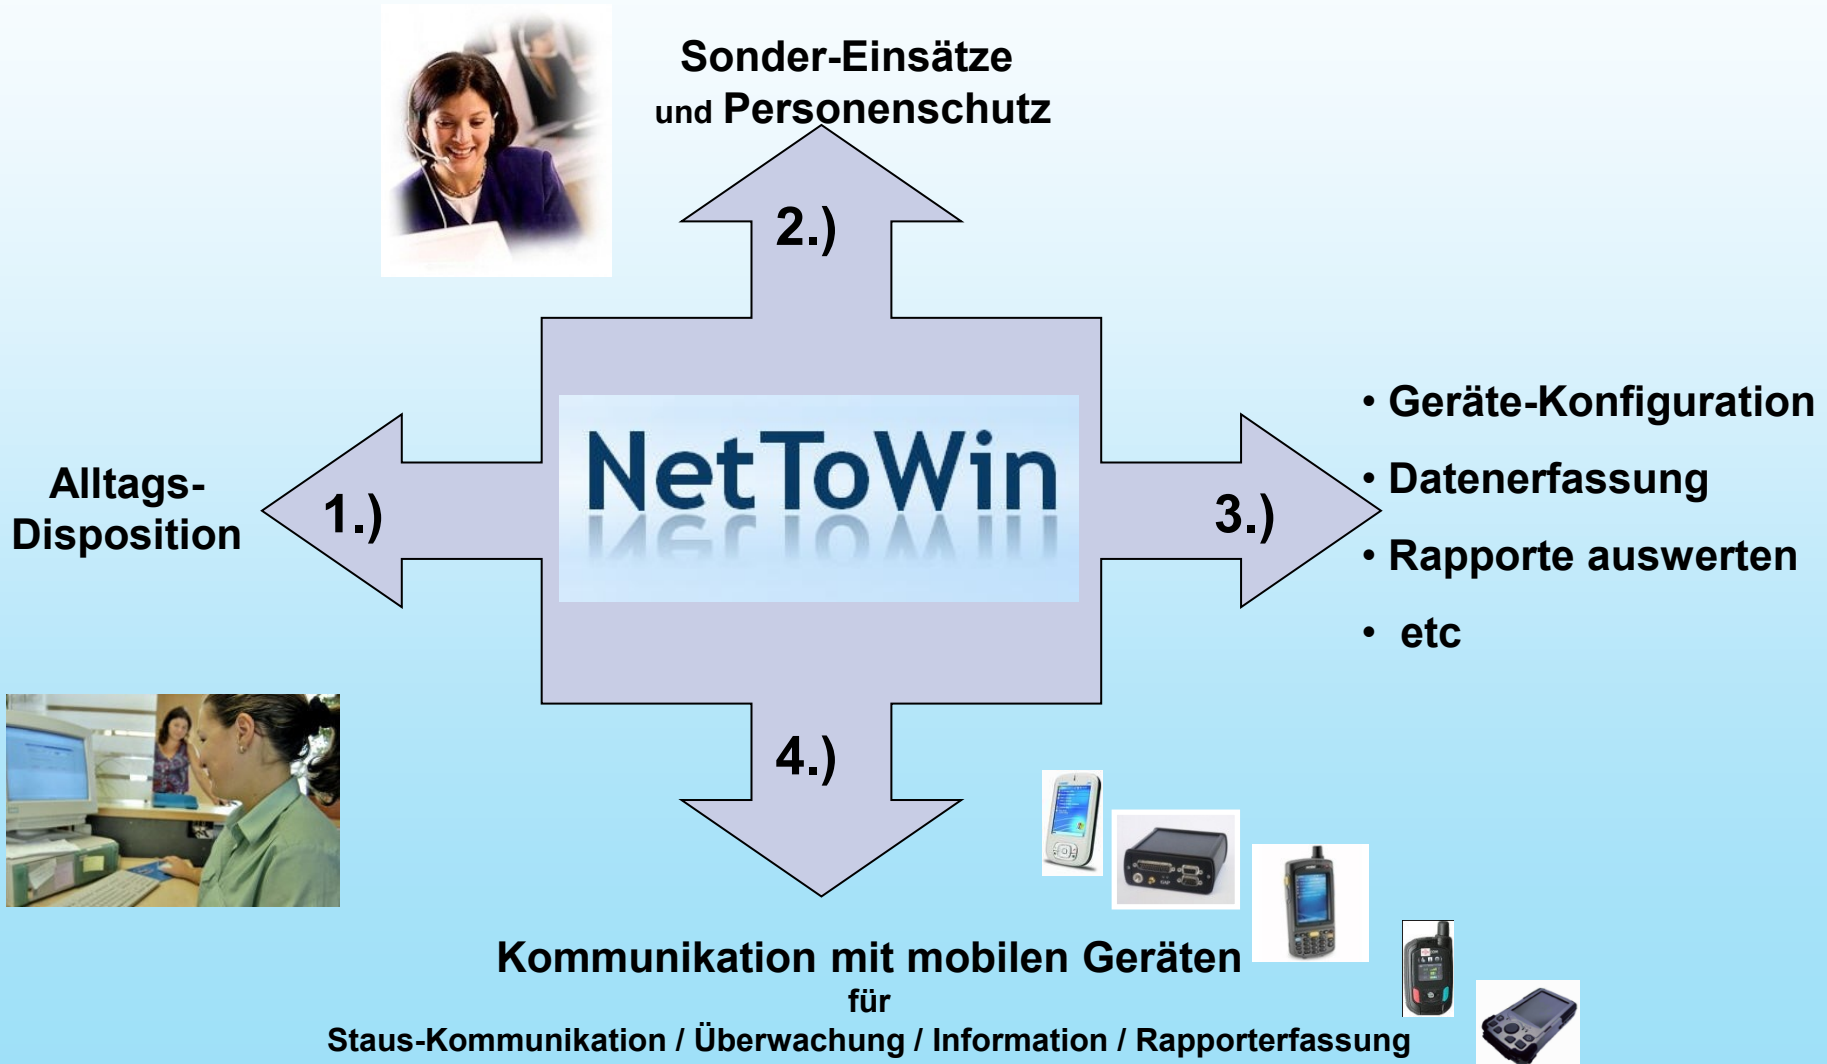 Sonder-Einsätze
und Personenschutz
2.)
Alltags-
Disposition
1.)
NetToWin
3.)
• Geräte-Konfiguration
• Datenerfassung
• Rapporte auswerten
• etc
4.)
Kommunikation mit mobilen Geräten
für
Staus-Kommunikation / Überwachung / Information / Rapporterfassung